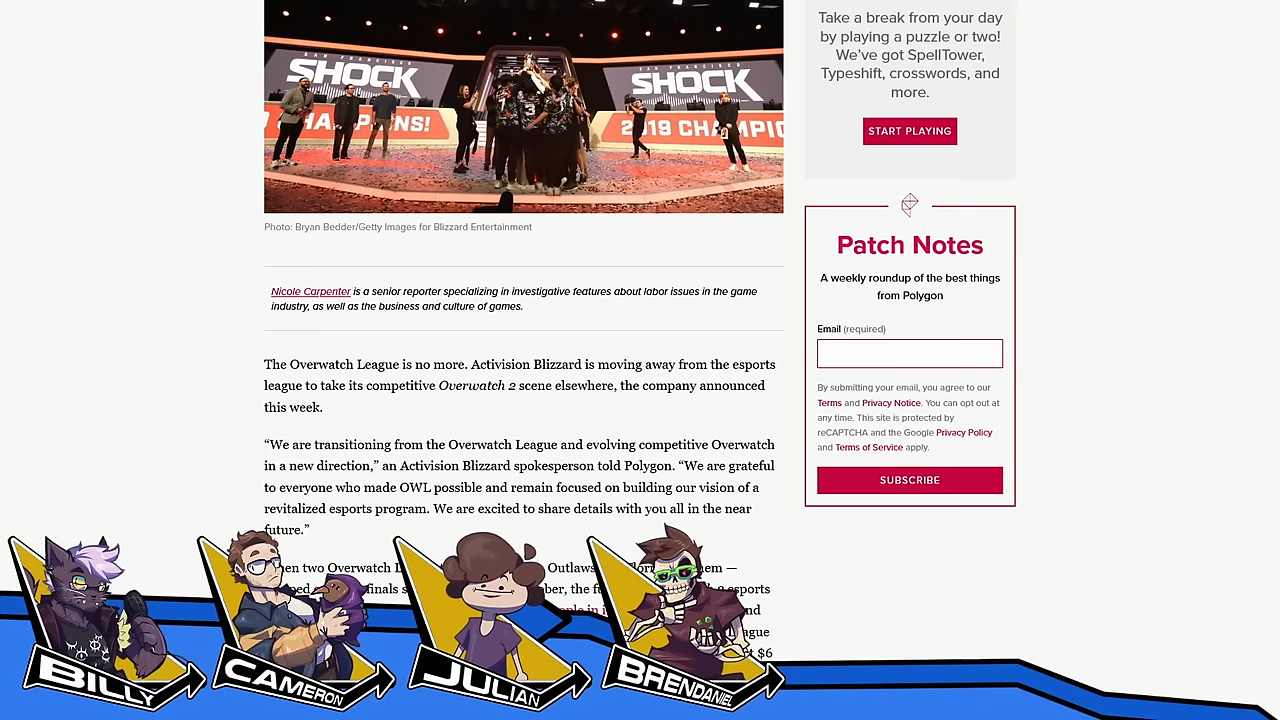 SAN FRANCISCO
SHOCK
SAN FRANCISCO
SHOCK
CHAMPIONS!
2019 CHAMPIO
Photo: Bryan Bedder/Getty Images for Blizzard Entertainment
Nicole Carpenter is a senior reporter specializing in investigative features about labor issues in the game
industry, as well as the business and culture of games.
The Overwatch League is no more. Activision Blizzard is moving away from the esports
league to take its competitive Overwatch 2 scene elsewhere, the company announced
this week.
“We are transitioning from the Overwatch League and evolving competitive Overwatch
in a new direction,” an Activision Blizzard spokesperson told Polygon. “We are grateful
to everyone who made OWL possible and remain focused on building our vision of a
revitalized esports program. We are excited to share details with you all in the near
future.”
two Overwatch Outlaws
finals esports
$6
Take a break from your day
by playing a puzzle or two!
We’ve got SpellTower,
Typeshift, crosswords, and
more.
START PLAYING
Patch Notes
A weekly roundup of the best things
from Polygon
Email (required)
By submitting your email, you agree to our
Terms and Privacy Notice. You can opt out at
any time. This site is protected by
reCAPTCHA and the Google Privacy Policy
and Terms of Service apply.
SUBSCRIBE
BILLY
CAMERON
JULIAN
BRENDANIEL